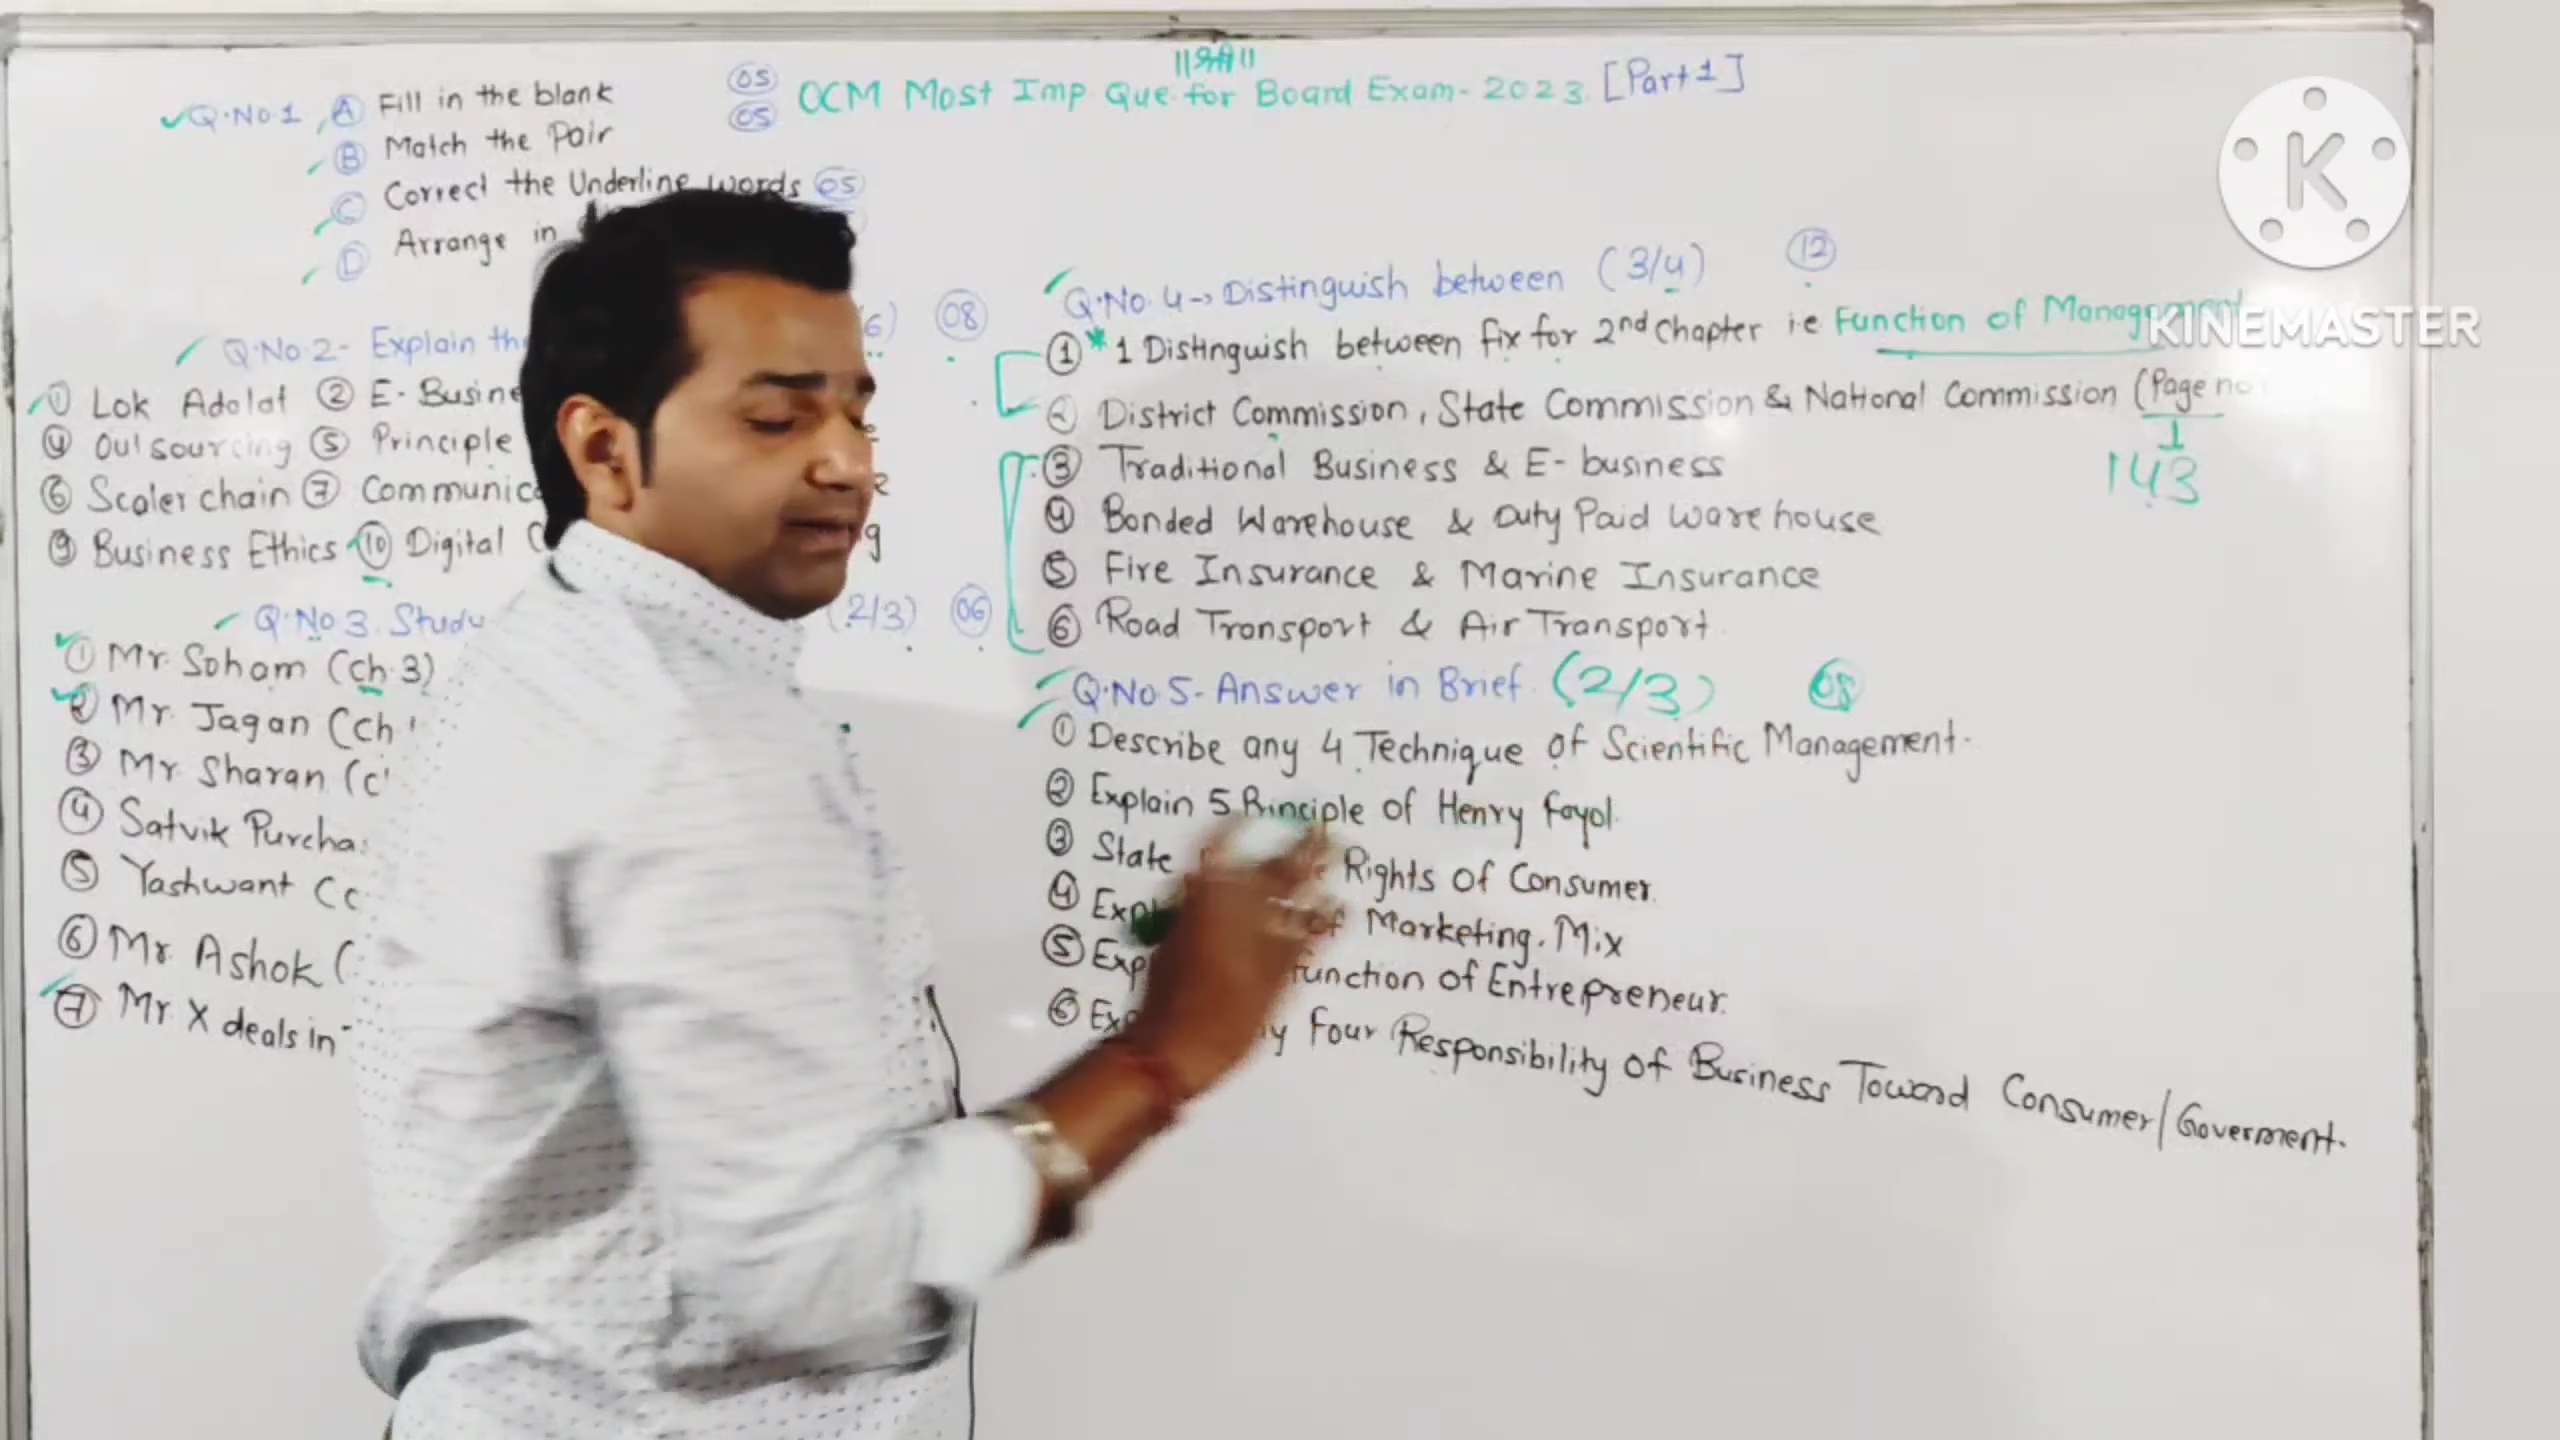 ॥श्री॥
OCM Most Imp Que for Board Exam - 2023 [Part 1]
Q.No.1 A Fill in the blank 05
B Match the Pair 05
C Correct the Underline words 05
D Arrange in
Q.No 2 - Explain the 6) 08
① Lok Adalat ② E-Busine
④ Outsourcing ⑤ Principle
⑥ Scaler chain ⑦ Communic
⑨ Business Ethics ⑩ Digital g
Q.No 3. Study (2/3) 06
① Mr. Soham (ch.3)
② Mr. Jagan (ch
③ Mr Sharan (c
④ Satvik Purcha
⑤ Yashwant
⑥ Mr. Ashok (
⑦ Mr. X deals in
Q.No. 4 -> Distinguish between (3/4) 12
① * 1 Distinguish between fix for 2nd chapter i.e Function of Management
② District Commission, State Commission & National Commission (Page no
143
③ Traditional Business & E-business
④ Bonded Warehouse & Duty Paid Warehouse
⑤ Fire Insurance & Marine Insurance
⑥ Road Transport & Air Transport.
Q.No 5 - Answer in Brief. (2/3) 08
① Describe any 4 Technique of Scientific Management.
② Explain 5 Principle of Henry Fayol.
③ State Rights of Consumer.
④ Exp of Marketing. Mix
⑤ Exp function of Entrepreneur.
⑥ Ex Four Responsibility of Business Toward Consumer/Goverment.
K
KINEMASTER